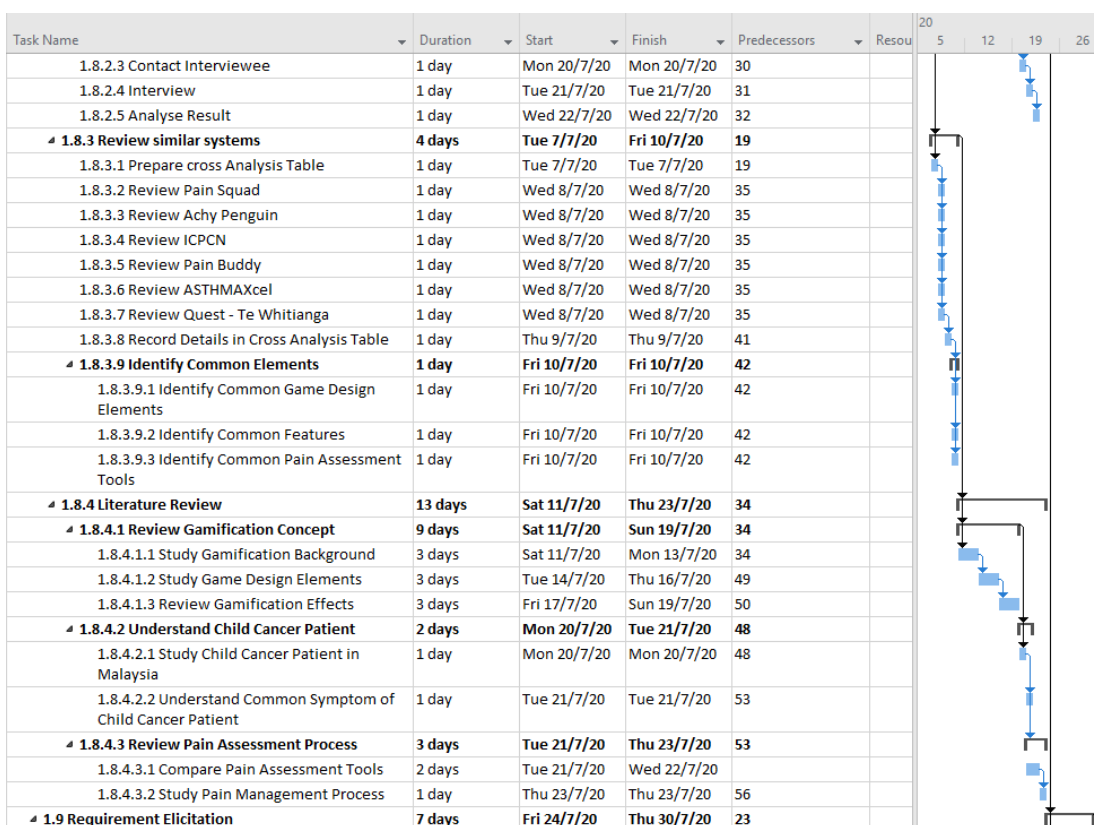 20
Task Name Duration Start Finish Predecessors Resou 5 12 19 26
1.8.2.3 Contact Interviewee 1 day Mon 20/7/20 Mon 20/7/20 30
1.8.2.4 Interview 1 day Tue 21/7/20 Tue 21/7/20 31
1.8.2.5 Analyse Result 1 day Wed 22/7/20 Wed 22/7/20 32
1.8.3 Review similar systems 4 days Tue 7/7/20 Fri 10/7/20 19
1.8.3.1 Prepare cross Analysis Table 1 day Tue 7/7/20 Tue 7/7/20 19
1.8.3.2 Review Pain Squad 1 day Wed 8/7/20 Wed 8/7/20 35
1.8.3.3 Review Achy Penguin 1 day Wed 8/7/20 Wed 8/7/20 35
1.8.3.4 Review ICPCN 1 day Wed 8/7/20 Wed 8/7/20 35
1.8.3.5 Review Pain Buddy 1 day Wed 8/7/20 Wed 8/7/20 35
1.8.3.6 Review ASTHMAXcel 1 day Wed 8/7/20 Wed 8/7/20 35
1.8.3.7 Review Quest - Te Whitianga 1 day Wed 8/7/20 Wed 8/7/20 35
1.8.3.8 Record Details in Cross Analysis Table 1 day Thu 9/7/20 Thu 9/7/20 41
1.8.3.9 Identify Common Elements 1 day Fri 10/7/20 Fri 10/7/20 42
1.8.3.9.1 Identify Common Game Design 1 day Fri 10/7/20 Fri 10/7/20 42
Elements
1.8.3.9.2 Identify Common Features 1 day Fri 10/7/20 Fri 10/7/20 42
1.8.3.9.3 Identify Common Pain Assessment 1 day Fri 10/7/20 Fri 10/7/20 42
Tools
1.8.4 Literature Review 13 days Sat 11/7/20 Thu 23/7/20 34
1.8.4.1 Review Gamification Concept 9 days Sat 11/7/20 Sun 19/7/20 34
1.8.4.1.1 Study Gamification Background 3 days Sat 11/7/20 Mon 13/7/20 34
1.8.4.1.2 Study Game Design Elements 3 days Tue 14/7/20 Thu 16/7/20 49
1.8.4.1.3 Review Gamification Effects 3 days Fri 17/7/20 Sun 19/7/20 50
1.8.4.2 Understand Child Cancer Patient 2 days Mon 20/7/20 Tue 21/7/20 48
1.8.4.2.1 Study Child Cancer Patient in 1 day Mon 20/7/20 Mon 20/7/20 48
Malaysia
1.8.4.2.2 Understand Common Symptom of 1 day Tue 21/7/20 Tue 21/7/20 53
Child Cancer Patient
1.8.4.3 Review Pain Assessment Process 3 days Tue 21/7/20 Thu 23/7/20 53
1.8.4.3.1 Compare Pain Assessment Tools 2 days Tue 21/7/20 Wed 22/7/20
1.8.4.3.2 Study Pain Management Process 1 day Thu 23/7/20 Thu 23/7/20 56
1.9 Requirement Elicitation 7 days Fri 24/7/20 Thu 30/7/20 23